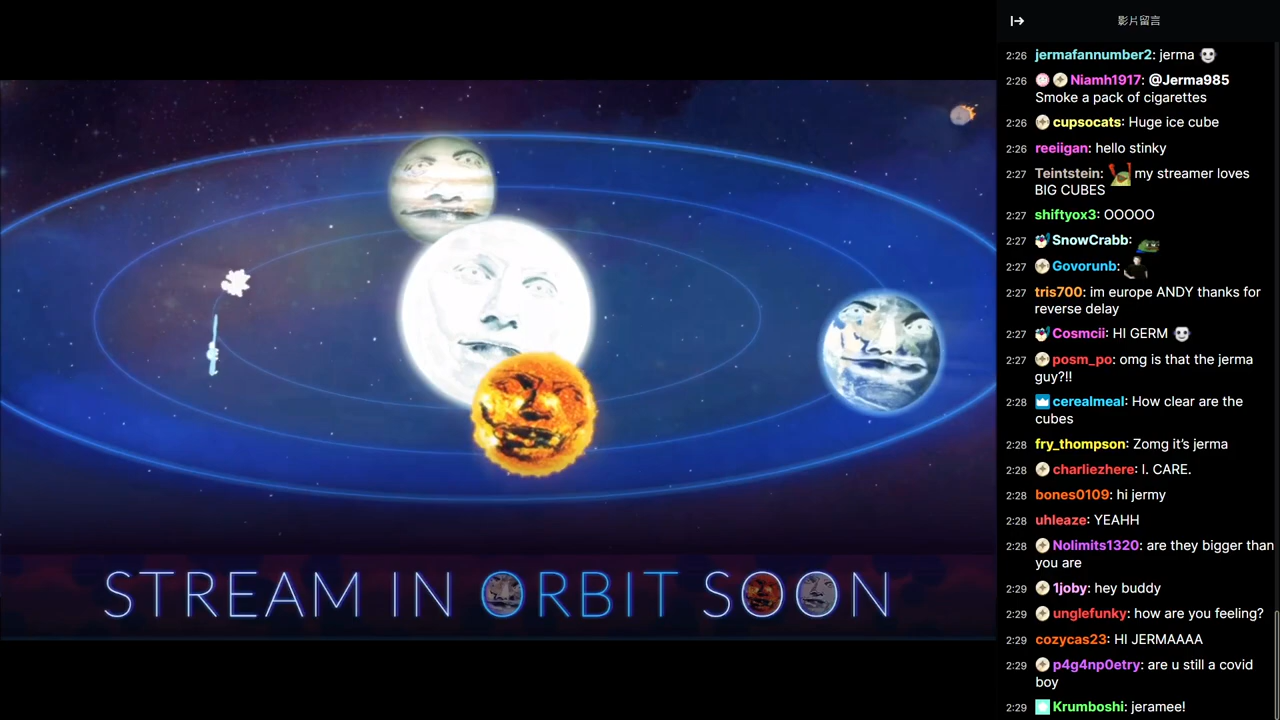 影片留言
2:26 jermafannumber2: jerma
2:26 Niamh1917: @Jerma985
Smoke a pack of cigarettes
2:26 cupsocats: Huge ice cube
2:26 reeiigan: hello stinky
2:27 Teintstein: my streamer loves
BIG CUBES
2:27 shiftyox3: OOOOO
2:27 SnowCrabb:
2:27 Govorunb:
2:27 tris700: im europe ANDY thanks for
reverse delay
2:27 Cosmcii: HI GERM
2:27 posm_po: omg is that the jerma
guy?!!
2:28 cerealmeal: How clear are the
cubes
2:28 fry_thompson: Zomg it’s jerma
2:28 charliezhere: I. CARE.
2:28 bones0109: hi jermy
2:28 uhleaze: YEAHH
2:28 Nolimits1320: are they bigger than
you are
2:29 1joby: hey buddy
2:29 unglefunky: how are you feeling?
2:29 cozycas23: HI JERMAAAA
2:29 p4g4np0etry: are u still a covid
boy
2:29 Krumboshi: jeramee!
STREAM IN ORBIT SOON